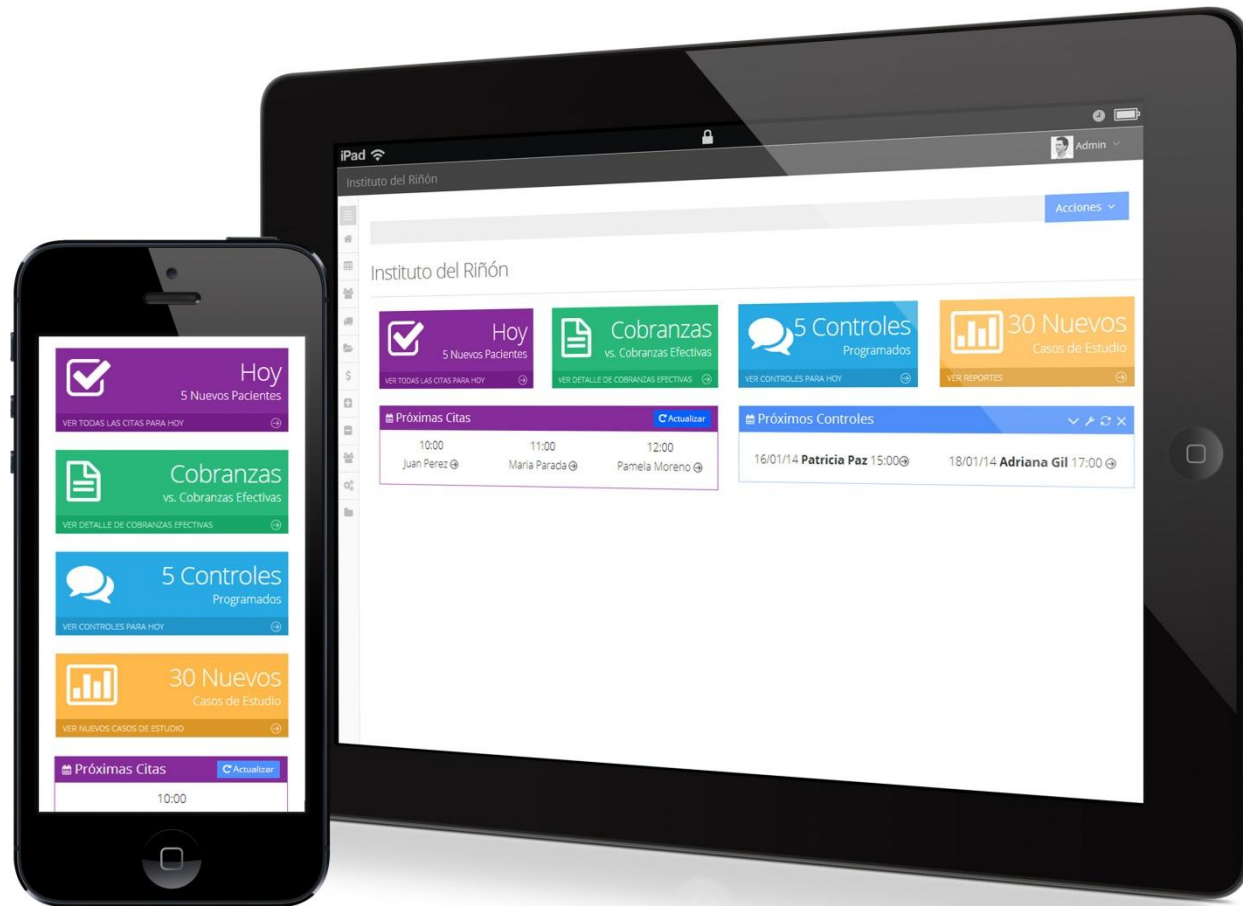 iPad
Admin
Instituto del Riñón
Acciones
Instituto del Riñón
Hoy
5 Nuevos Pacientes
VER TODAS LAS CITAS PARA HOY
Cobranzas
vs. Cobranzas Efectivas
VER DETALLE DE COBRANZAS EFECTIVAS
5 Controles
Programados
VER CONTROLES PARA HOY
30 Nuevos
Casos de Estudio
VER REPORTES
Próximas Citas
Actualizar
10:00
Juan Perez
11:00
Maria Parada
12:00
Pamela Moreno
Próximos Controles
16/01/14 Patricia Paz 15:00
18/01/14 Adriana Gil 17:00
Hoy
5 Nuevos Pacientes
VER TODAS LAS CITAS PARA HOY
Cobranzas
vs. Cobranzas Efectivas
VER DETALLE DE COBRANZAS EFECTIVAS
5 Controles
Programados
VER CONTROLES PARA HOY
30 Nuevos
Casos de Estudio
VER NUEVOS CASOS DE ESTUDIO
Próximas Citas
Actualizar
10:00